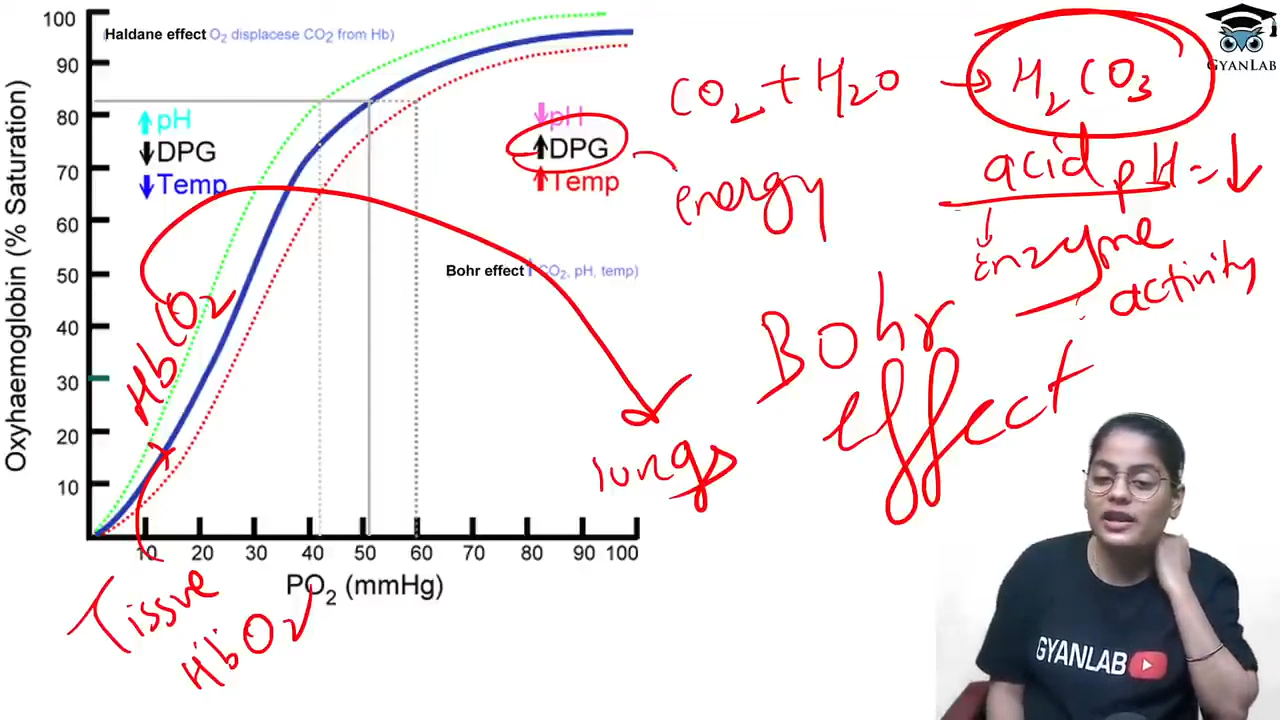 Haldane effect O2 displacese CO2 from Hb)
Oxyhaemoglobin (% Saturation)
100
90
80
70
60
50
40
30
20
10
↑pH
↓DPG
↓Temp
↓pH
↑DPG
↑Temp
Bohr effect ↑CO2, pH, temp)
10 20 30 40 50 60 70 80 90 100
PO2 (mmHg)
CO2 + H2O → H2CO3
acid pH = ↓
energy
enzyme
activity
Bohr
effect
HbCO2
lungs
Tissue
HbO2
GYANLAB
GYANLAB